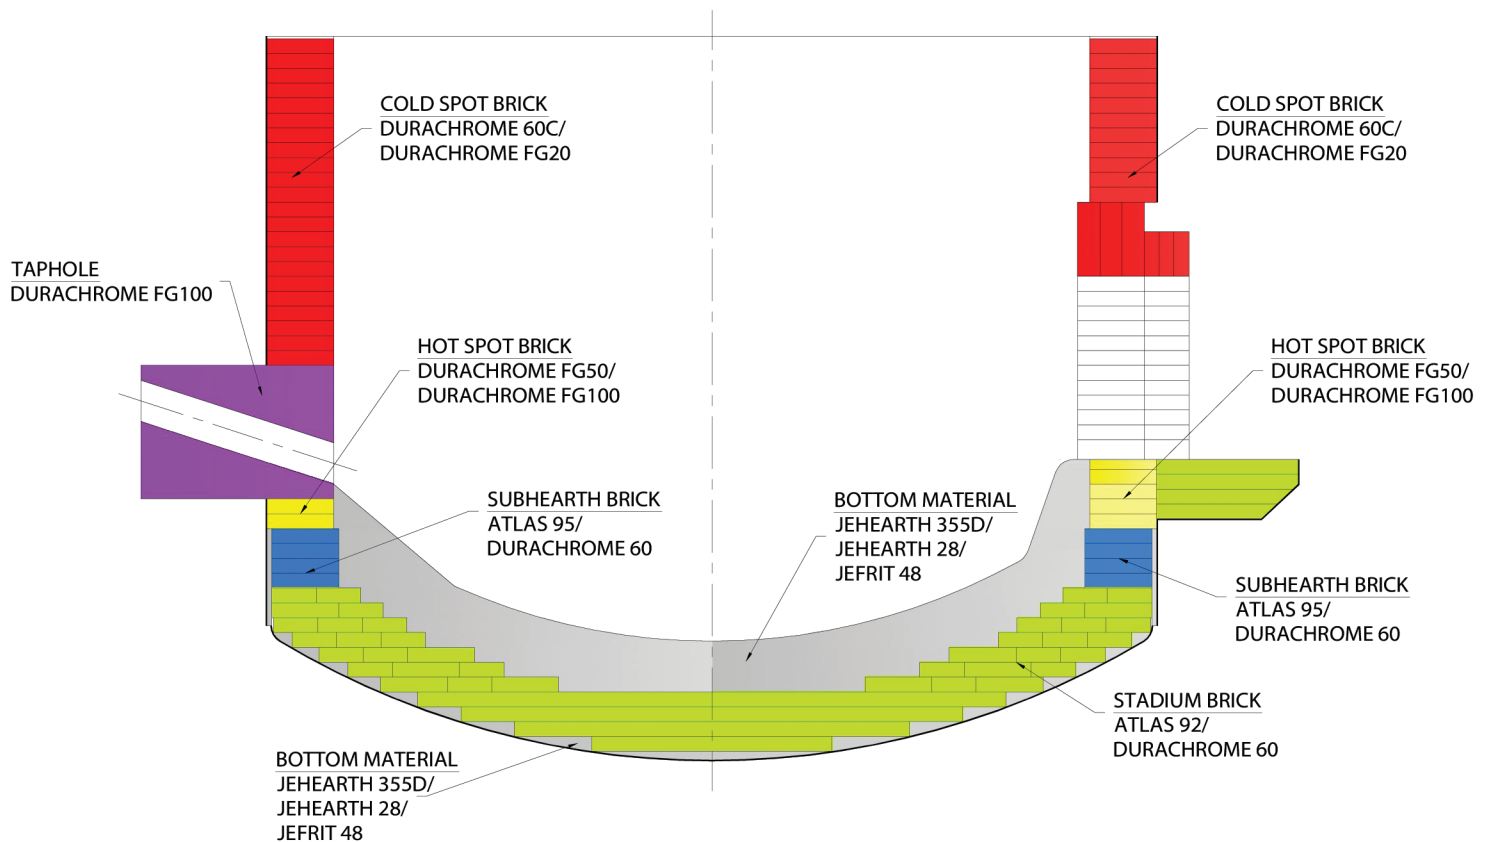 COLD SPOT BRICK
DURACHROME 60C/
DURACHROME FG20
COLD SPOT BRICK
DURACHROME 60C/
DURACHROME FG20
TAPHOLE
DURACHROME FG100
HOT SPOT BRICK
DURACHROME FG50/
DURACHROME FG100
HOT SPOT BRICK
DURACHROME FG50/
DURACHROME FG100
SUBHEARTH BRICK
ATLAS 95/
DURACHROME 60
BOTTOM MATERIAL
JEHEARTH 355D/
JEHEARTH 28/
JEFRIT 48
SUBHEARTH BRICK
ATLAS 95/
DURACHROME 60
STADIUM BRICK
ATLAS 92/
DURACHROME 60
BOTTOM MATERIAL
JEHEARTH 355D/
JEHEARTH 28/
JEFRIT 48